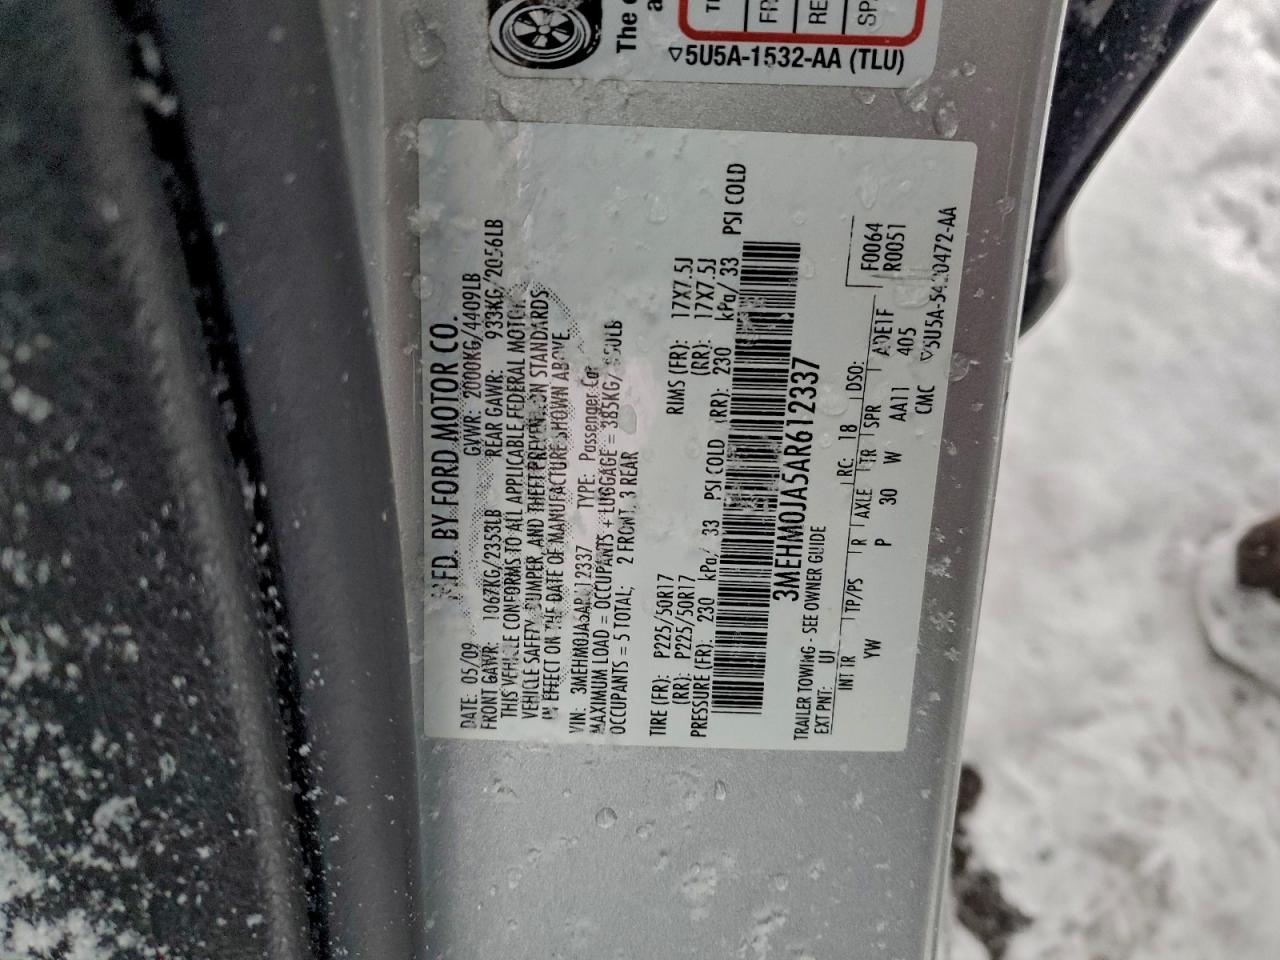 The
TI
FR
RE
SP
▽5U5A-1532-AA (TLU)
MFD. BY FORD MOTOR CO.
DATE: 05/09 GVWR: 2000KG/4409LB
FRONT GAWR: 1067KG/2353LB REAR GAWR: 933KG/2056LB
THIS VEHICLE CONFORMS TO ALL APPLICABLE FEDERAL MOTOR
VEHICLE SAFETY, BUMPER, AND THEFT PREVENTION STANDARDS
IN EFFECT ON THE DATE OF MANUFACTURE SHOWN ABOVE.
VIN: 3MEHM0JA5AR612337 TYPE: Passenger Car
MAXIMUM LOAD = OCCUPANTS + LUGGAGE = 385KG/
OCCUPANTS = 5 TOTAL; 2 FRONT, 3 REAR
TIRE (FR): P225/50R17 RIMS (FR): 17X7.5J
(RR): P225/50R17 (RR): 17X7.5J
PRESSURE (FR): 230 kPa/ 33 PSI COLD (RR): 230 kPa/ 33 PSI COLD
3MEHM0JA5AR612337
TRAILER TOWING - SEE OWNER GUIDE
EXT PNT: UI RC: 18 DSO: F0064
INT TR TP/PS R AXLE TR SPR R0051
YW P 30 W AA11 405
CMC